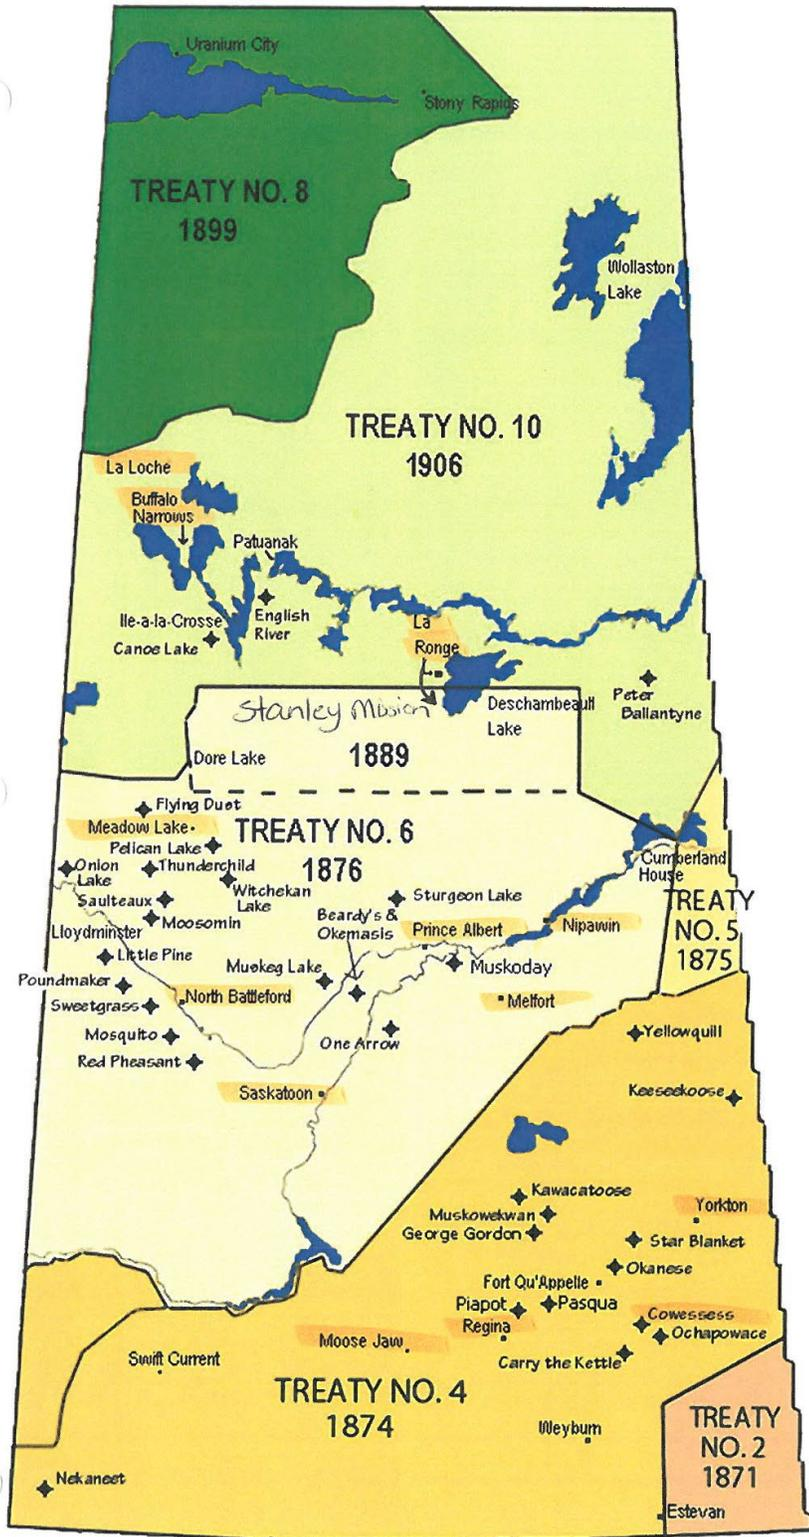 Uranium City
Stony Rapids
TREATY NO. 8
1899
Wollaston
Lake
TREATY NO. 10
1906
La Loche
Buffalo
Narrows
Patuanak
English
River
Ile-a-la-Crosse
Canoe Lake
La
Ronge
Peter
Ballantyne
Stanley Mission
Deschambeault
Lake
Dore Lake
1889
Flying Dust
Meadow Lake
TREATY NO. 6
1876
Pelican Lake
Onion
Lake
Thunderchild
Witchekan
Lake
Saulteaux
Moosomin
Lloydminster
Sturgeon Lake
Beardy's &
Okemasis
Prince Albert
Nipawin
Cumberland
House
TREATY
NO. 5
1875
Little Pine
Muskeg Lake
Muskoday
Poundmaker
Sweetgrass
North Battleford
Melfort
Mosquito
One Arrow
Red Pheasant
Yellowquill
Saskatoon
Keeseekoose
Kawacatoose
Muskowekwan
George Gordon
Yorkton
Star Blanket
Okanese
Fort Qu'Appelle
Piapot
Pasqua
Regina
Cowessess
Ochapowace
Moose Jaw
Carry the Kettle
Swift Current
TREATY NO. 4
1874
Weyburn
TREATY
NO. 2
1871
Nekaneet
Estevan